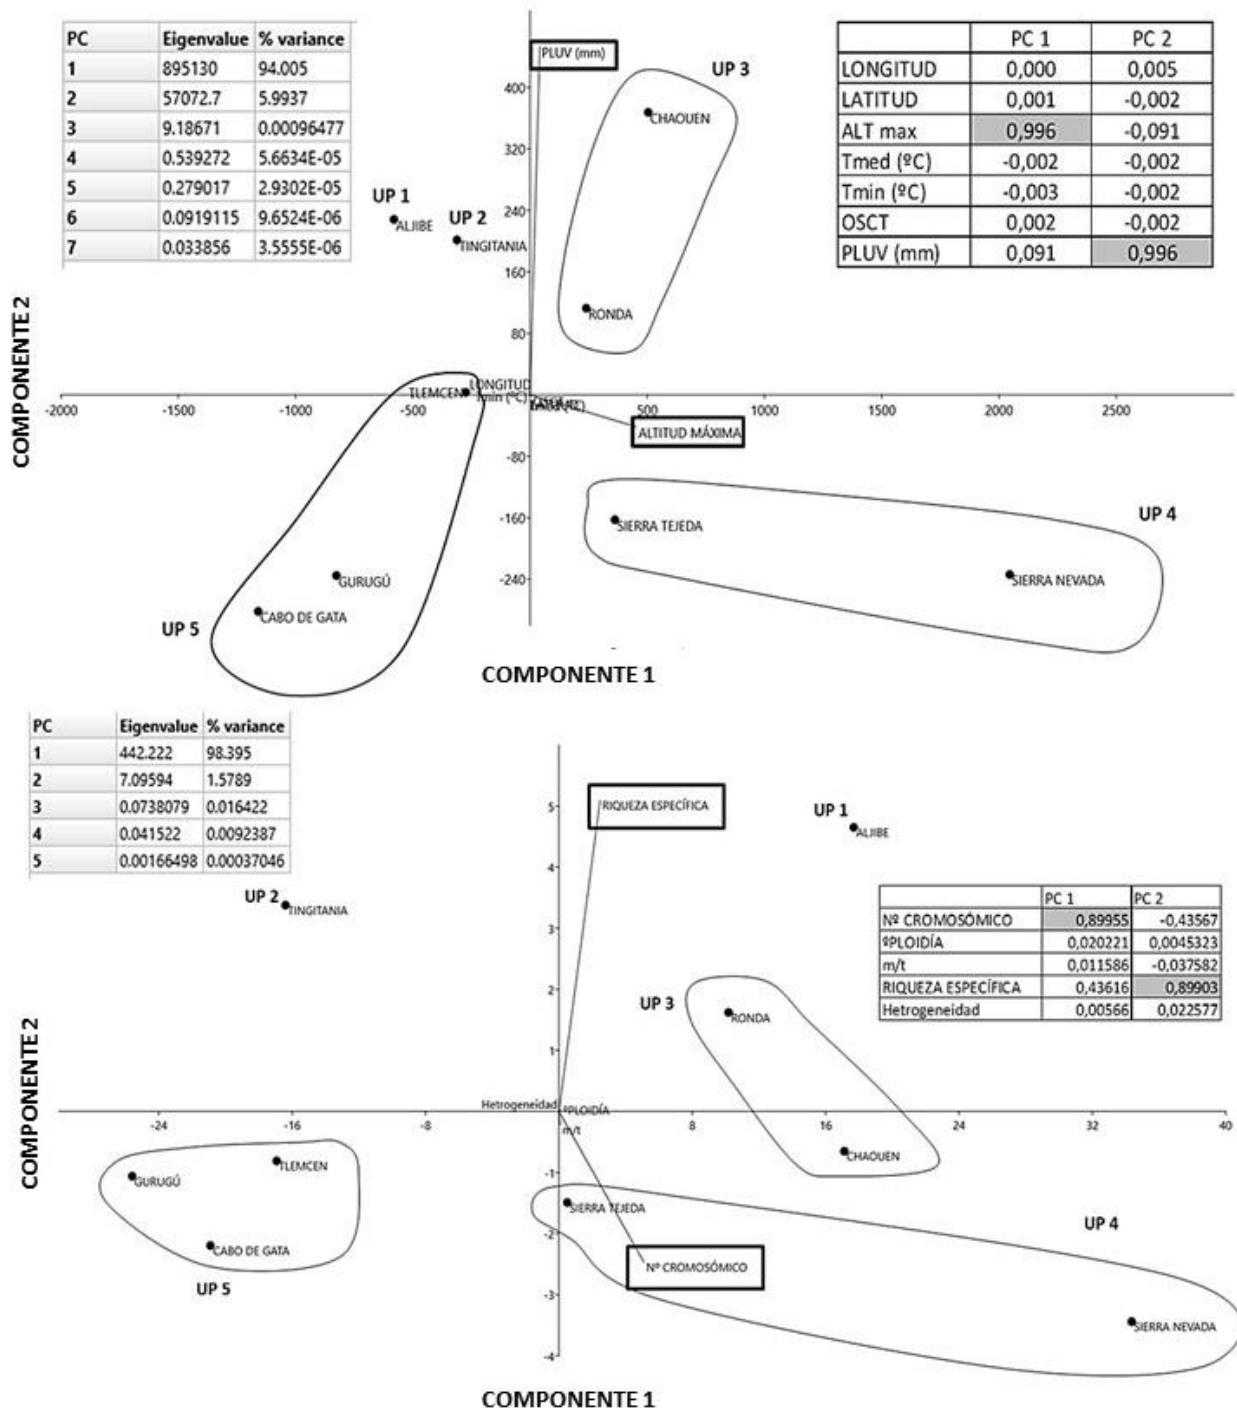 PC Eigenvalue % variance
1 895130 94.005
2 57072.7 5.9937
3 9.18671 0.00096477
4 0.539272 5.6634E-05
5 0.279017 2.9302E-05
6 0.0919115 9.6524E-06
7 0.033856 3.5555E-06
PC 1 PC 2
LONGITUD 0,000 0,005
LATITUD 0,001 -0,002
ALT max 0,996 -0,091
Tmed (ºC) -0,002 -0,002
Tmin (ºC) -0,003 -0,002
OSCT 0,002 -0,002
PLUV (mm) 0,091 0,996
PLUV (mm)
UP 3
400
CHAOUEN
320
UP 1
240
ALJIBE
UP 2
TINGITANIA
160
RONDA
80
COMPONENTE 2
TLEMCEN
LONGITUD
Tmin (ºC)
-2000 -1500 -1000 -500 500 1000 1500 2000 2500
ALTITUD MÁXIMA
-80
UP 4
-160
SIERRA TEJEDA
-240
SIERRA NEVADA
GURUGÚ
CABO DE GATA
UP 5
COMPONENTE 1
PC Eigenvalue % variance
1 442.222 98.395
2 7.09594 1.5789
3 0.0738079 0.016422
4 0.041522 0.0092387
5 0.00166498 0.00037046
5
RIQUEZA ESPECÍFICA
UP 1
ALJIBE
4
UP 2
TINGITANIA
PC 1 PC 2
Nº CROMOSÓMICO 0,89955 -0,43567
ºPLOIDÍA 0,020221 0,0045323
m/t 0,011586 -0,037582
RIQUEZA ESPECÍFICA 0,43616 0,89903
Hetrogeneidad 0,00566 0,022577
2
UP 3
RONDA
1
COMPONENTE 2
Hetrogeneidad
ºPLOIDÍA
-24 -16 -8 8 16 24 32 40
m/t
TLEMCEN
GURUGÚ
CHAOUEN
-1
SIERRA TEJEDA
CABO DE GATA
UP 4
-2
UP 5
Nº CROMOSÓMICO
-3
SIERRA NEVADA
-4
COMPONENTE 1